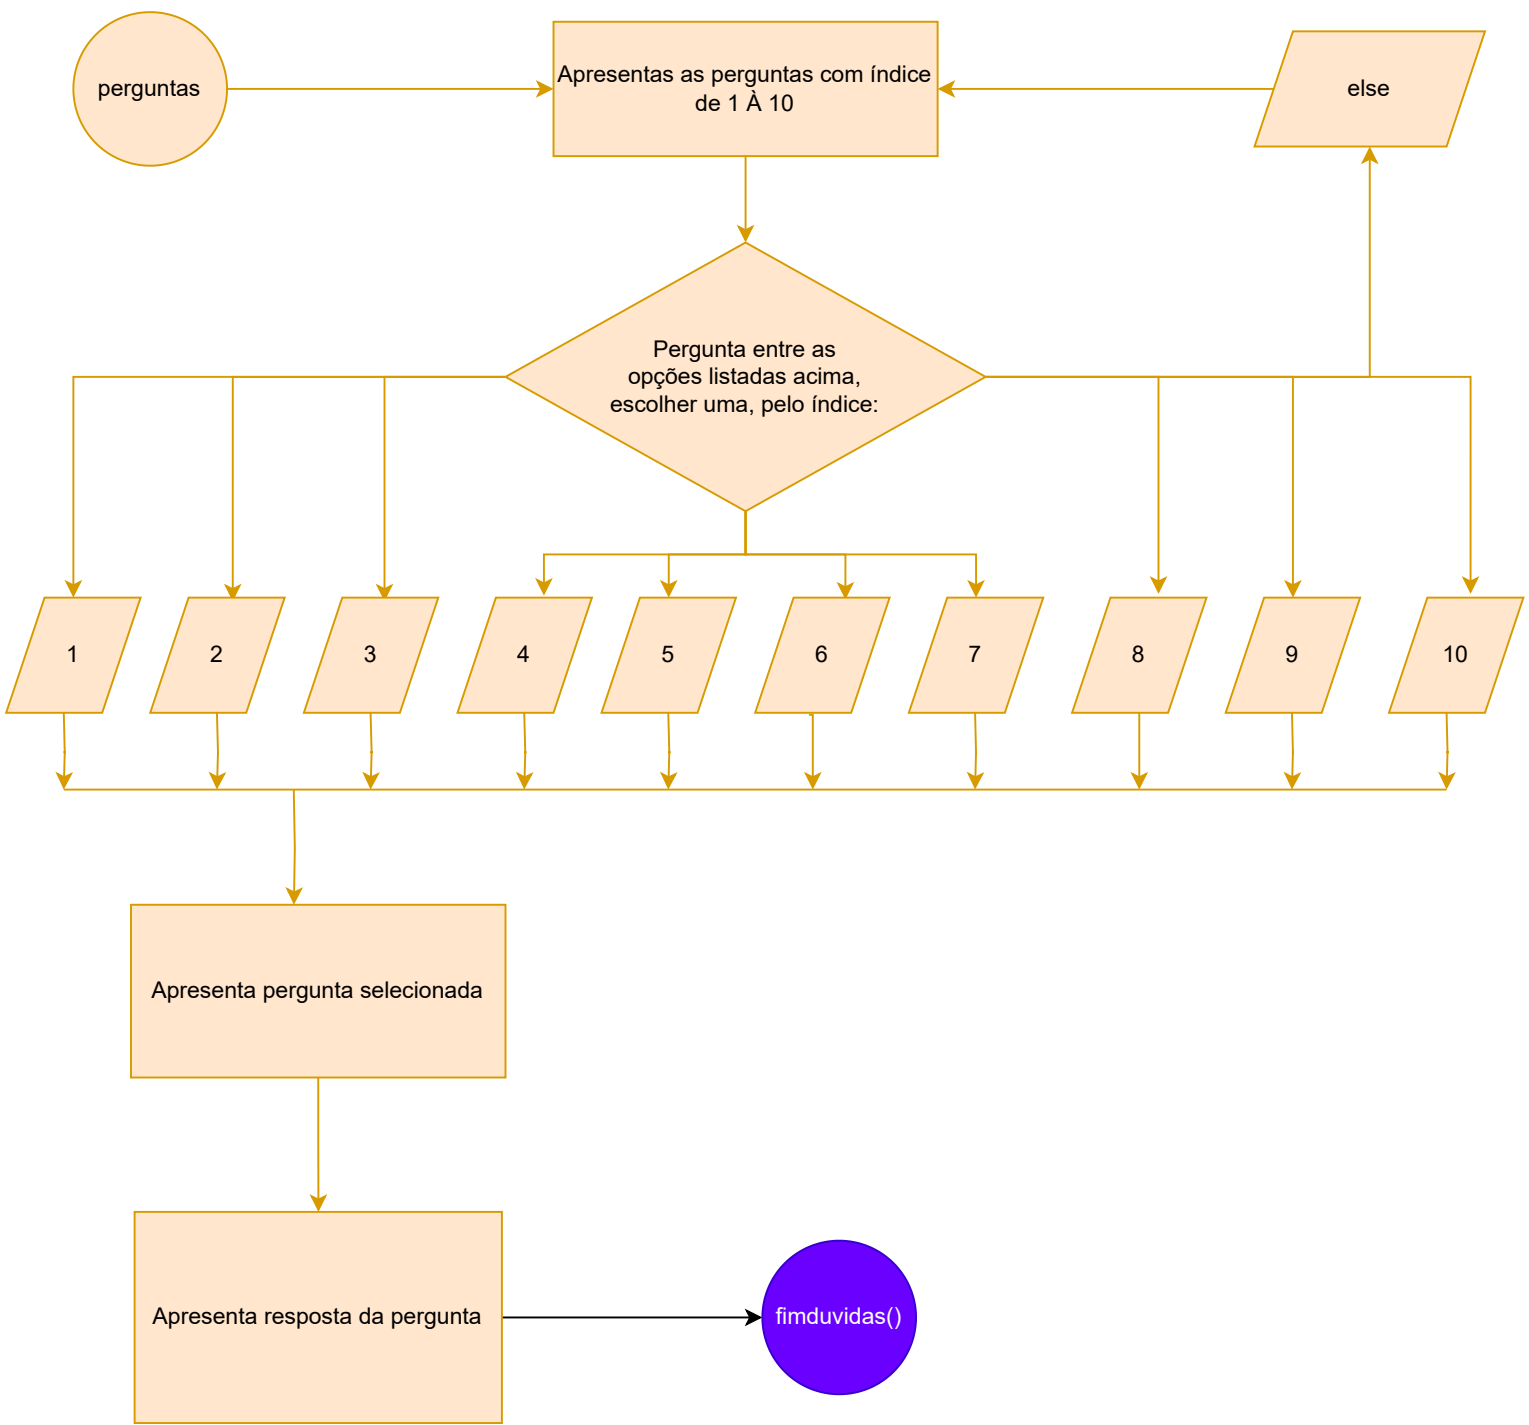 perguntas
Apresentas as perguntas com índice
de 1 À 10
else
Pergunta entre as
opções listadas acima,
escolher uma, pelo índice:
1
2
3
4
5
6
7
8
9
10
Apresenta pergunta selecionada
Apresenta resposta da pergunta
fimduvidas()